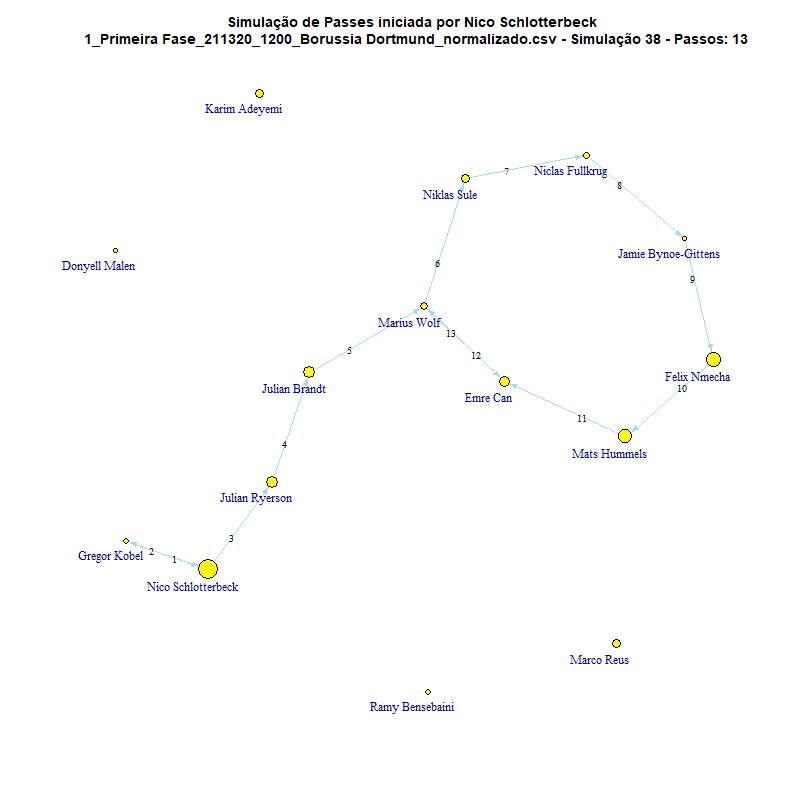 Simulação de Passes iniciada por Nico Schlotterbeck
1_Primeira Fase_211320_1200_Borussia Dortmund_normalizado.csv - Simulação 38 - Passos: 13
Karim Adeyemi
7
Niclas Fullkrug
8
Niklas Sule
Jamie Bynoe-Gittens
Donyell Malen
6
9
Marius Wolf
13
5
12
Felix Nmecha
Julian Brandt
10
Emre Can
11
4
Mats Hummels
Julian Ryerson
3
2
Gregor Kobel
1
Nico Schlotterbeck
Marco Reus
Ramy Bensebaini